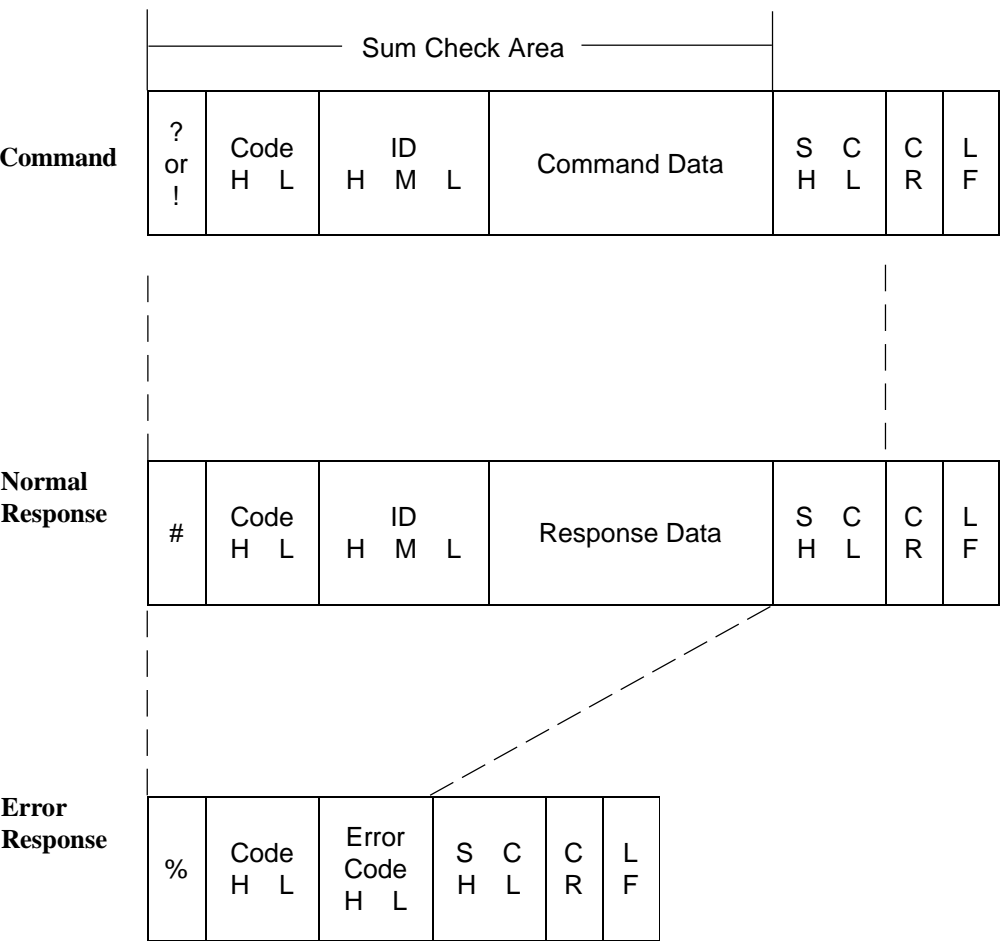 Sum Check Area
Command
?
or
!
Code
H L
ID
H M L
Command Data
S C
H L
C
R
L
F
Normal
Response
#
Code
H L
ID
H M L
Response Data
S C
H L
C
R
L
F
Error
Response
%
Code
H L
Error
Code
H L
S C
H L
C
R
L
F